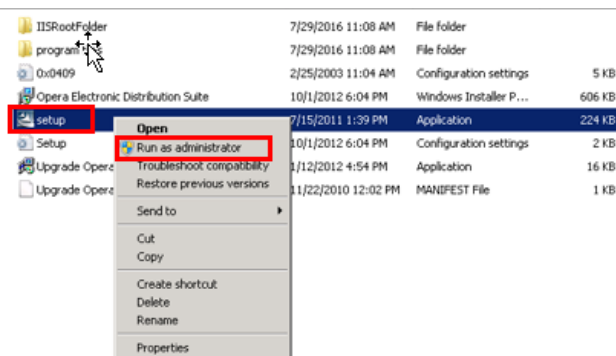 IISRootFolder 7/29/2016 11:08 AM File folder
program 7/29/2016 11:08 AM File folder
0x0409 2/25/2003 11:04 AM Configuration settings 5 KB
Opera Electronic Distribution Suite 10/1/2012 6:04 PM Windows Installer P... 606 KB
setup 7/15/2011 1:39 PM Application 224 KB
Setup 10/1/2012 6:04 PM Configuration settings 2 KB
Upgrade Opera 1/12/2012 4:54 PM Application 16 KB
Upgrade Opera 11/22/2010 12:02 PM MANIFEST File 1 KB
Open
Run as administrator
Troubleshoot compatibility
Restore previous versions
Send to
Cut
Copy
Create shortcut
Delete
Rename
Properties